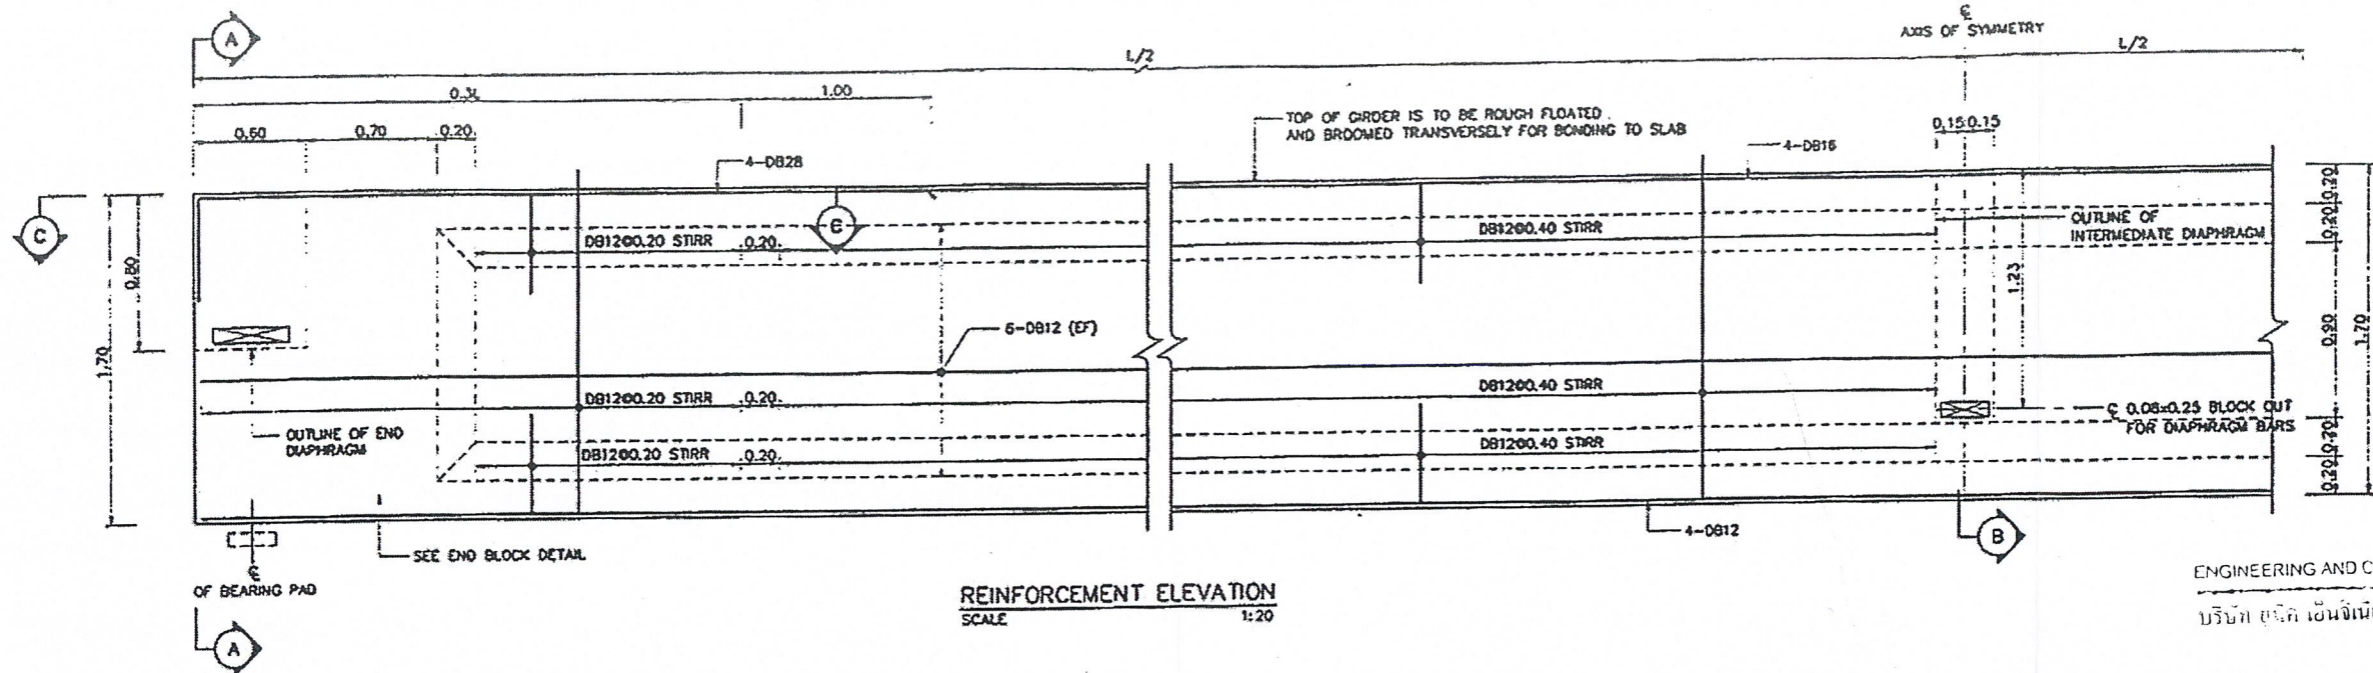 A
L/2
℄
AXIS OF SYMMETRY
L/2
0.3L
1.00
0.60
0.70
0.20
TOP OF GIRDER IS TO BE ROUGH FLOATED
AND BROOMED TRANSVERSELY FOR BONDING TO SLAB
0.15
0.15
4-DB28
4-DB16
C
C
DB12@0.20 STIRR
0.20
DB12@0.40 STIRR
OUTLINE OF
INTERMEDIATE DIAPHRAGM
0.20
0.20
0.90
0.20
0.20
1.70
0.80
1.70
1.23
6-DB12 (EF)
DB12@0.20 STIRR
0.20
DB12@0.40 STIRR
℄ 0.08x0.25 BLOCK OUT
FOR DIAPHRAGM BARS
OUTLINE OF END
DIAPHRAGM
DB12@0.20 STIRR
0.20
DB12@0.40 STIRR
SEE END BLOCK DETAIL
4-DB12
B
℄
OF BEARING PAD
A
REINFORCEMENT ELEVATION
SCALE 1:20
ENGINEERING AND C
บริษัท